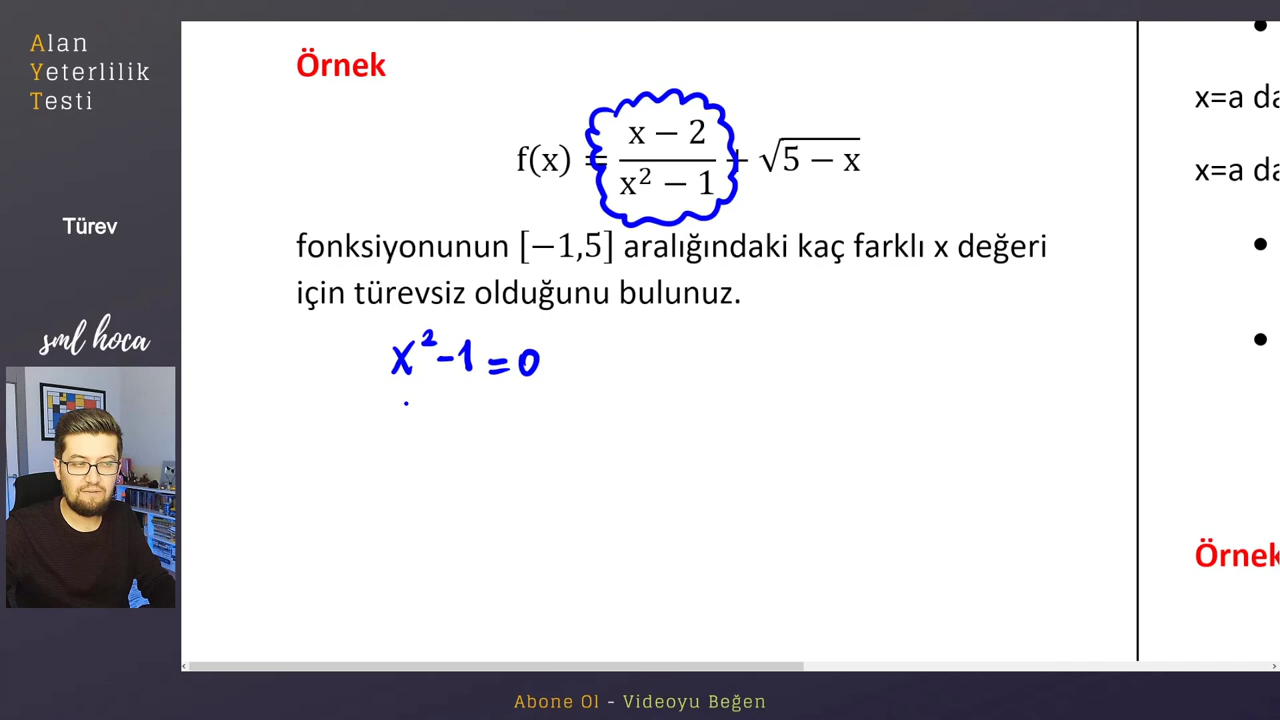 Alan
Yeterlilik
Testi
Türev
sml hoca
Örnek
f(x) = \frac{x − 2}{x² − 1} + √(5 − x)
fonksiyonunun [−1,5] aralığındaki kaç farklı x değeri
için türevsiz olduğunu bulunuz.
x² - 1 = 0
x=a da
x=a da
Örnek
Abone Ol - Videoyu Beğen